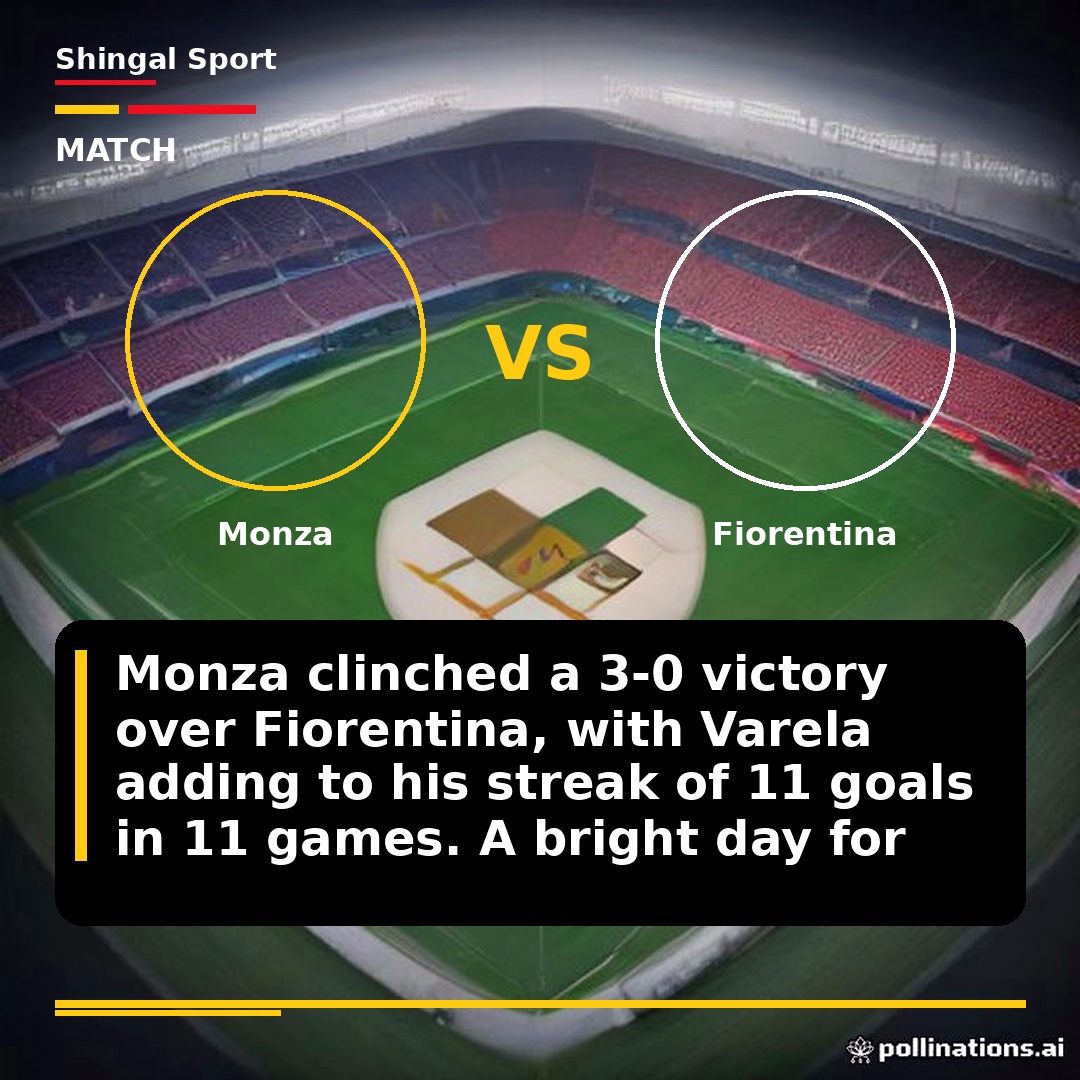 Shingal Sport
MATCH
VS
Monza
Fiorentina
Monza clinched a 3-0 victory
over Fiorentina, with Varela
adding to his streak of 11 goals
in 11 games. A bright day for
pollinations.ai